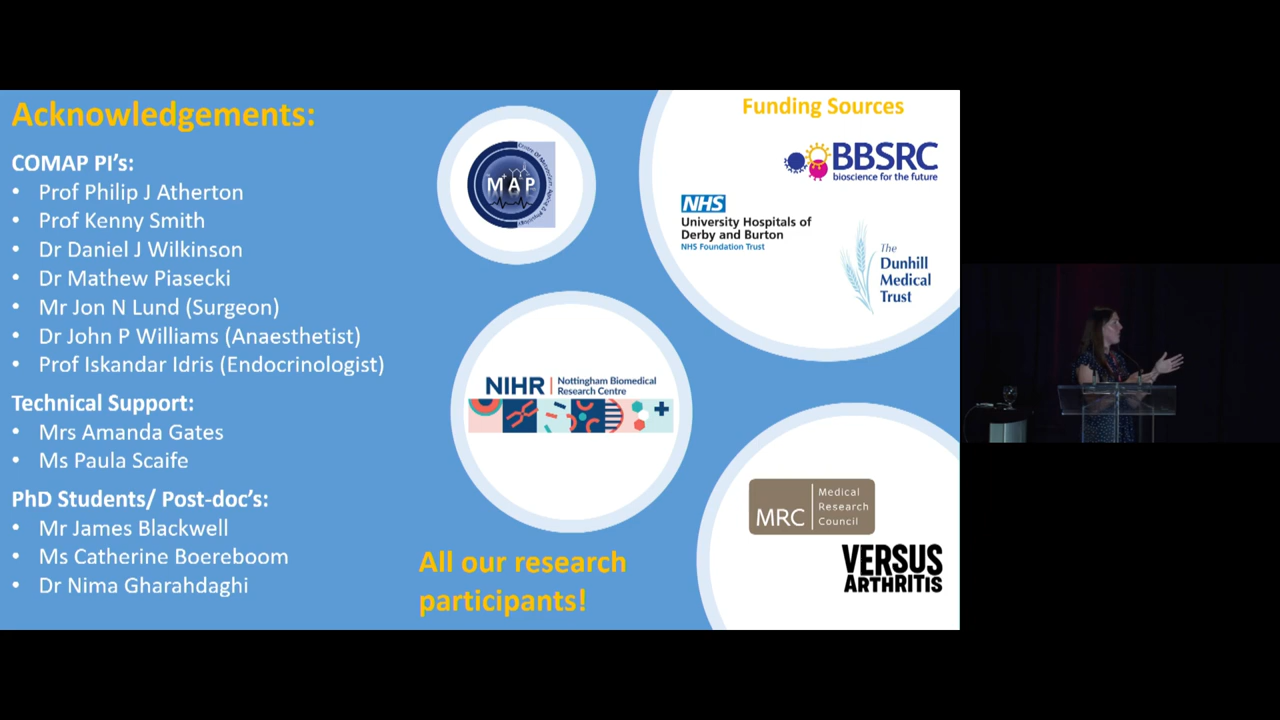 Acknowledgements:
COMAP PI's:
• Prof Philip J Atherton
• Prof Kenny Smith
• Dr Daniel J Wilkinson
• Dr Mathew Piasecki
• Mr Jon N Lund (Surgeon)
• Dr John P Williams (Anaesthetist)
• Prof Iskandar Idris (Endocrinologist)
Technical Support:
• Mrs Amanda Gates
• Ms Paula Scaife
PhD Students/ Post-doc's:
• Mr James Blackwell
• Ms Catherine Boereboom
• Dr Nima Gharahdaghi
MAP
NIHR | Nottingham Biomedical
Research Centre
All our research
participants!
Funding Sources
BBSRC
bioscience for the future
NHS
University Hospitals of
Derby and Burton
NHS Foundation Trust
The
Dunhill
Medical
Trust
MRC
Medical
Research
Council
VERSUS
ARTHRITIS